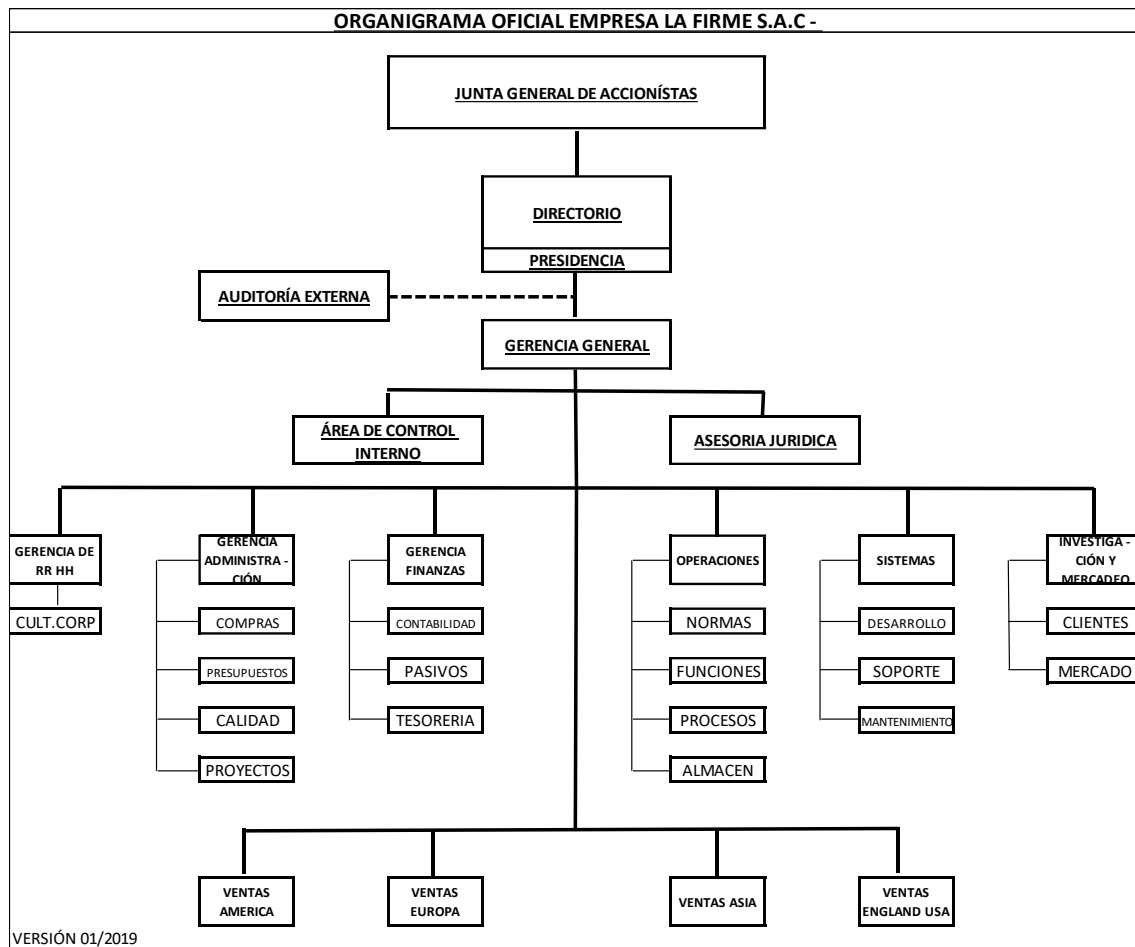 ORGANIGRAMA OFICIAL EMPRESA LA FIRME S.A.C -
JUNTA GENERAL DE ACCIONÍSTAS
DIRECTORIO
PRESIDENCIA
AUDITORÍA EXTERNA
GERENCIA GENERAL
ÁREA DE CONTROL
INTERNO
ASESORIA JURIDICA
GERENCIA DE
RR HH
GERENCIA
ADMINISTRA -
CIÓN
GERENCIA
FINANZAS
OPERACIONES
SISTEMAS
INVESTIGA -
CIÓN Y
MERCADEO
CULT.CORP
COMPRAS
CONTABILIDAD
NORMAS
DESARROLLO
CLIENTES
PRESUPUESTOS
PASIVOS
FUNCIONES
SOPORTE
MERCADO
CALIDAD
TESORERIA
PROCESOS
MANTENIMIENTO
PROYECTOS
ALMACEN
VENTAS
AMERICA
VENTAS
EUROPA
VENTAS ASIA
VENTAS
ENGLAND USA
VERSIÓN 01/2019